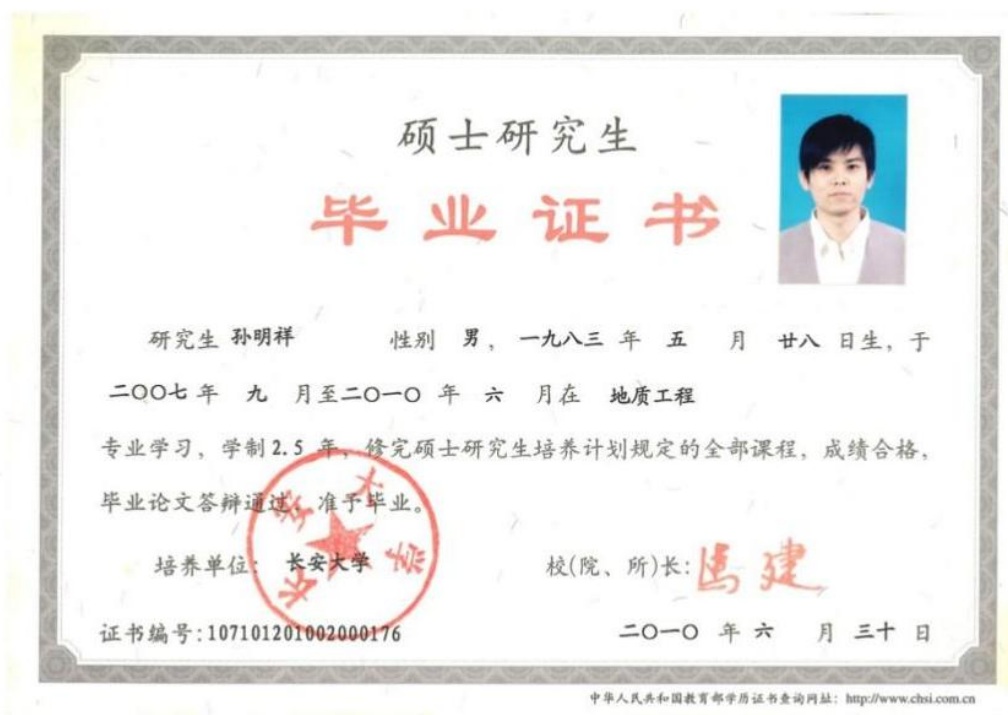 硕士研究生
毕业证书
研究生 孙明祥 性别 男，一九八三 年 五 月 廿八 日生，于
二〇〇七 年 九 月至二〇一〇 年 六 月在 地质工程
专业学习，学制 2.5 年，修完硕士研究生培养计划规定的全部课程，成绩合格，
毕业论文答辩通过，准予毕业。
培养单位：长安大学
长安大学
校(院、所)长：马建
证书编号：107101201002000176
二〇一〇 年 六 月 三十 日
中华人民共和国教育部学历证书查询网址：http://www.chsi.com.cn